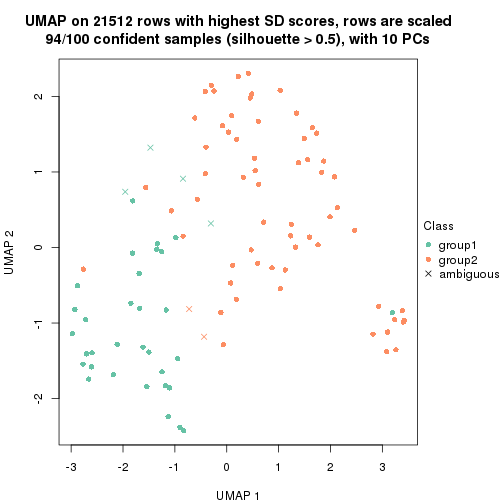 UMAP on 21512 rows with highest SD scores, rows are scaled
94/100 confident samples (silhouette > 0.5), with 10 PCs
2
1
0
-1
-2
UMAP 2
-3
-2
-1
0
1
2
3
UMAP 1
Class
group1
group2
ambiguous